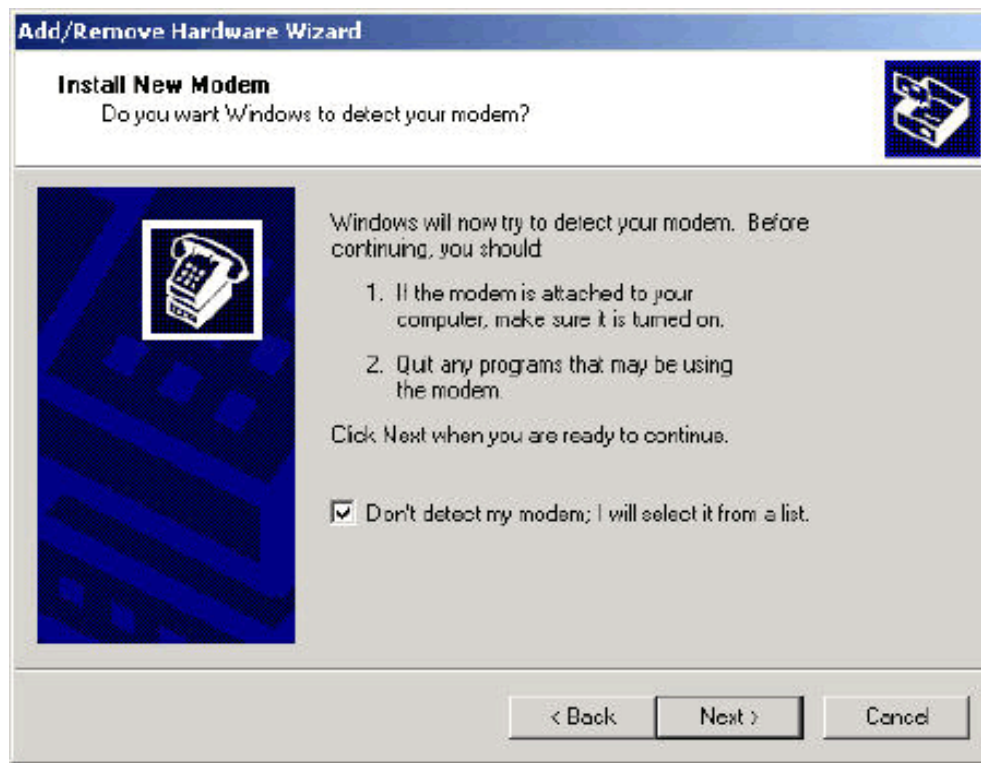 Add/Remove Hardware Wizard
Install New Modem
Do you want Windows to detect your modem?
Windows will now try to detect your modem. Before
continuing, you should:
1. If the modem is attached to your
computer, make sure it is turned on.
2. Quit any programs that may be using
the modem.
Click Next when you are ready to continue.
Don't detect my modem; I will select it from a list.
< Back
Next >
Cancel